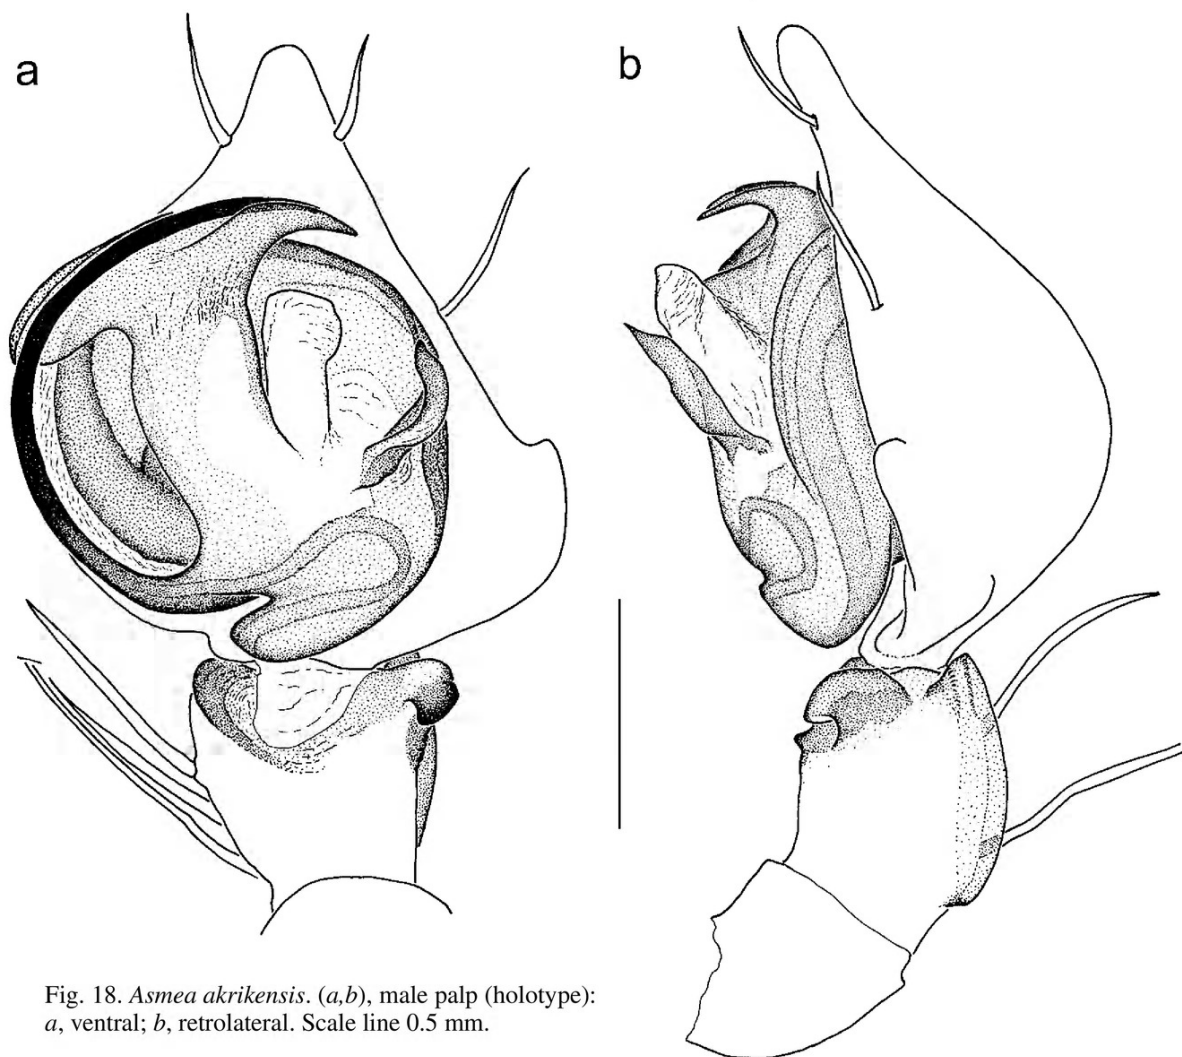 a
b
Fig. 18. Asmea akrikensis. (a,b), male palp (holotype):
a, ventral; b, retrolateral. Scale line 0.5 mm.